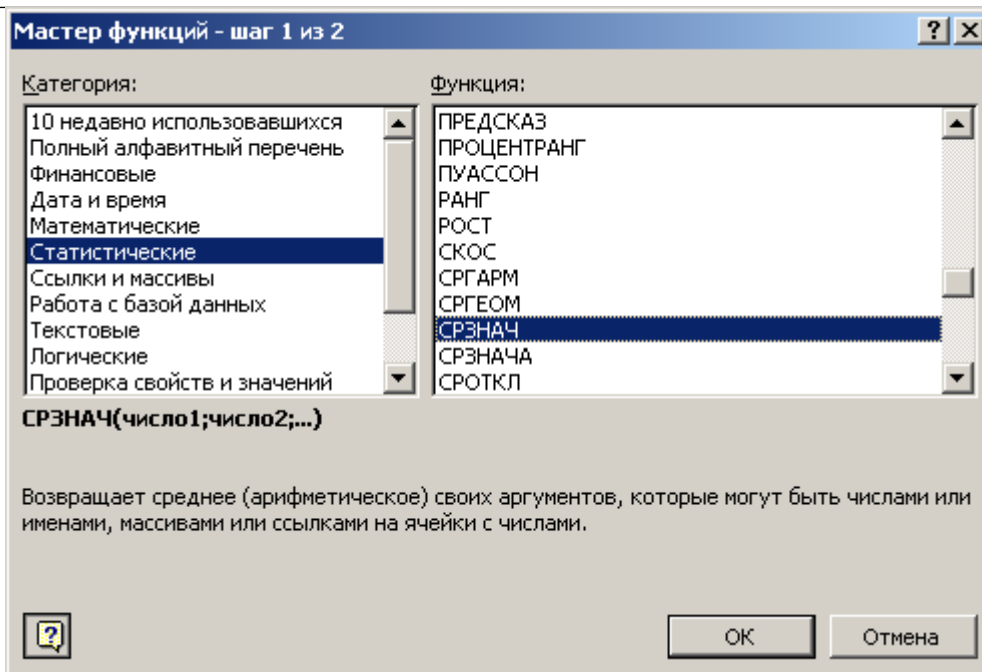 Мастер функций - шаг 1 из 2
Категория:
10 недавно использовавшихся
Полный алфавитный перечень
Финансовые
Дата и время
Математические
Статистические
Ссылки и массивы
Работа с базой данных
Текстовые
Логические
Проверка свойств и значений
Функция:
ПРЕДСКАЗ
ПРОЦЕНТРАНГ
ПУАССОН
РАНГ
РОСТ
СКОС
СРГАРМ
СРГЕОМ
СРЗНАЧ
СРЗНАЧА
СРОТКЛ
СРЗНАЧ(число1;число2;...)
Возвращает среднее (арифметическое) своих аргументов, которые могут быть числами или
именами, массивами или ссылками на ячейки с числами.
ОК
Отмена